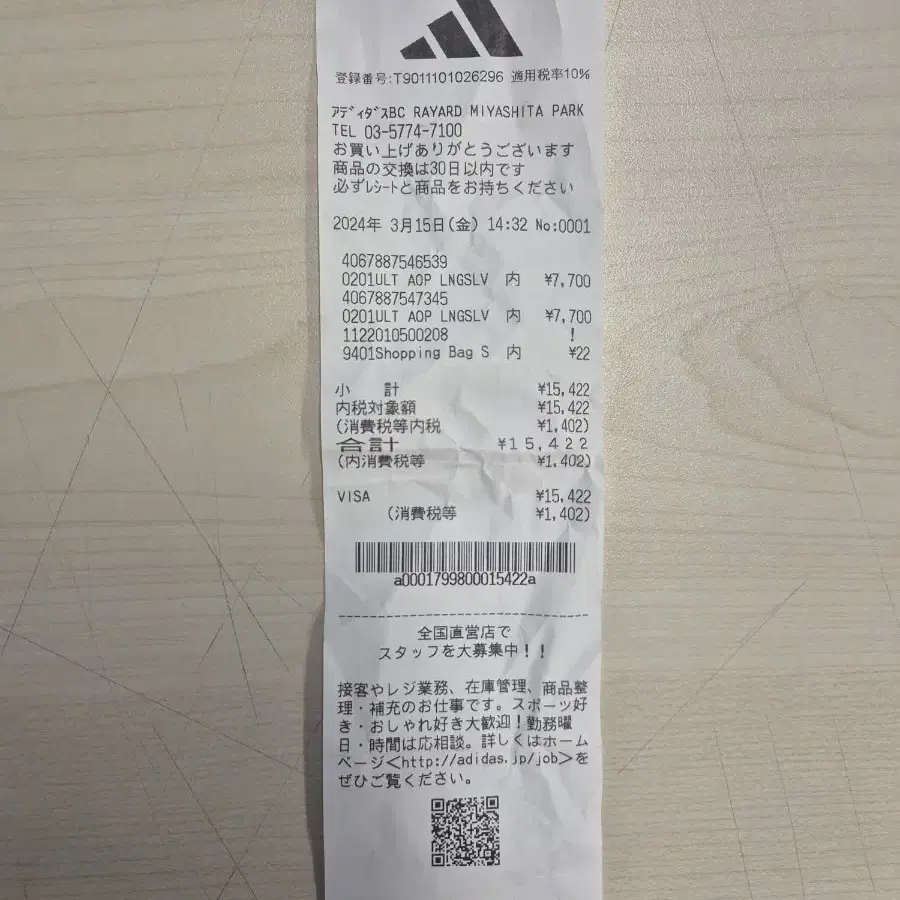 登録番号:T9011101026296 適用税率10%
ｱﾃﾞｨﾀﾞｽBC RAYARD MIYASHITA PARK
TEL 03-5774-7100
お買い上げありがとうございます
商品の交換は30日以内です
必ずﾚｼｰﾄと商品をお持ちください
2024年 3月15日(金) 14:32 No:0001
4067887546539
0201ULT AOP LNGSLV 内 ¥7,700
4067887547345
0201ULT AOP LNGSLV 内 ¥7,700
1122010500208 !
9401Shopping Bag S 内 ¥22
小 計 ¥15,422
内税対象額 ¥15,422
(消費税等内税 ¥1,402)
合計 ¥15,422
(内消費税等 ¥1,402)
VISA ¥15,422
(消費税等 ¥1,402)
a0001799800015422a
全国直営店で
スタッフを大募集中！！
接客やレジ業務、在庫管理、商品整
理・補充のお仕事です。スポーツ好
き・おしゃれ好き大歓迎！勤務曜
日・時間は応相談。詳しくはホーム
ページ<http://adidas.jp/job>を
ぜひご覧ください。